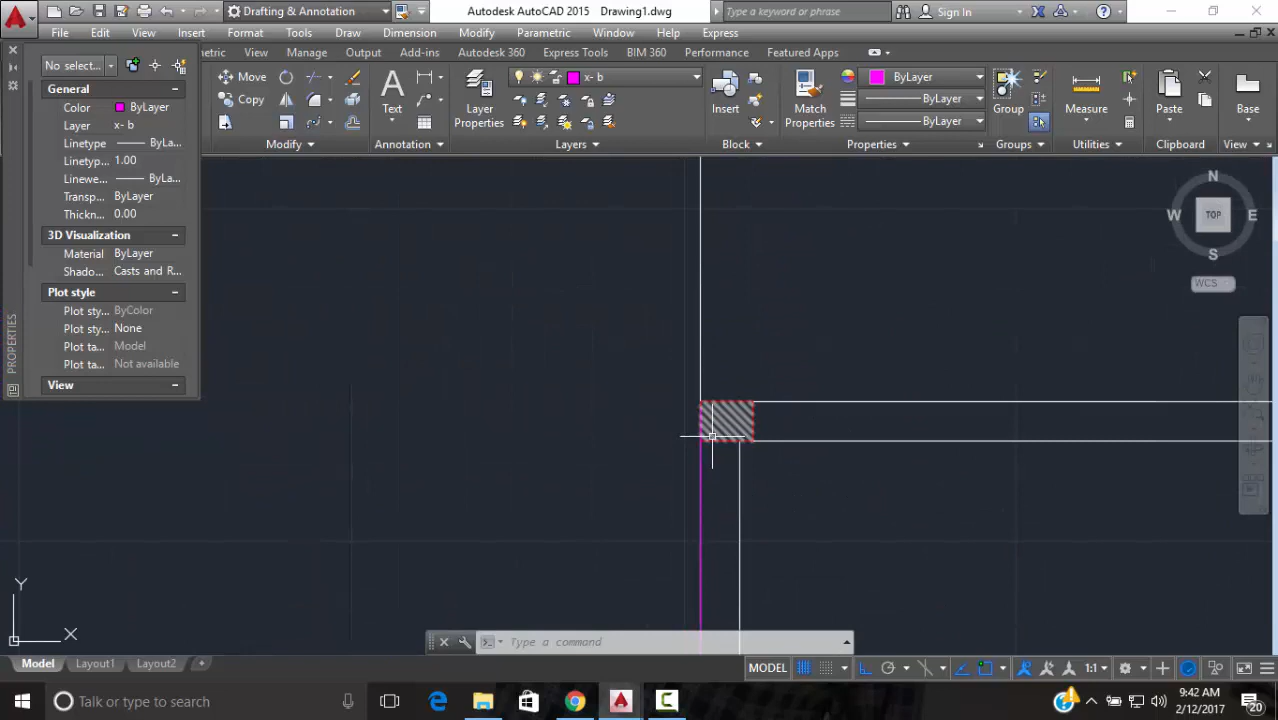 Drafting & Annotation
Autodesk AutoCAD 2015 Drawing1.dwg
Type a keyword or phrase
Sign In
File Edit View Insert Format Tools Draw Dimension Modify Parametric Window Help Express
metric View Manage Output Add-ins Autodesk 360 Express Tools BIM 360 Performance Featured Apps
No select...
General
Color ByLayer
Layer x- b
Linetype ByLa...
Linetyp... 1.00
Linewe... ByLa...
Transp... ByLayer
Thickn... 0.00
3D Visualization
Material ByLayer
Shado... Casts and R...
Plot style
Plot sty... ByColor
Plot sty... None
Plot ta... Model
Plot ta... Not available
View
PROPERTIES
Move
Copy
Modify
Text
Annotation
Layer
Properties
x- b
Layers
Insert
Block
Match
Properties
ByLayer
ByLayer
ByLayer
Properties
Group
Groups
Measure
Utilities
Paste
Clipboard
Base
View
N
W TOP E
S
WCS
Y
X
Type a command
Model Layout1 Layout2 +
MODEL
1:1
Talk or type to search
9:42 AM
2/12/2017
20